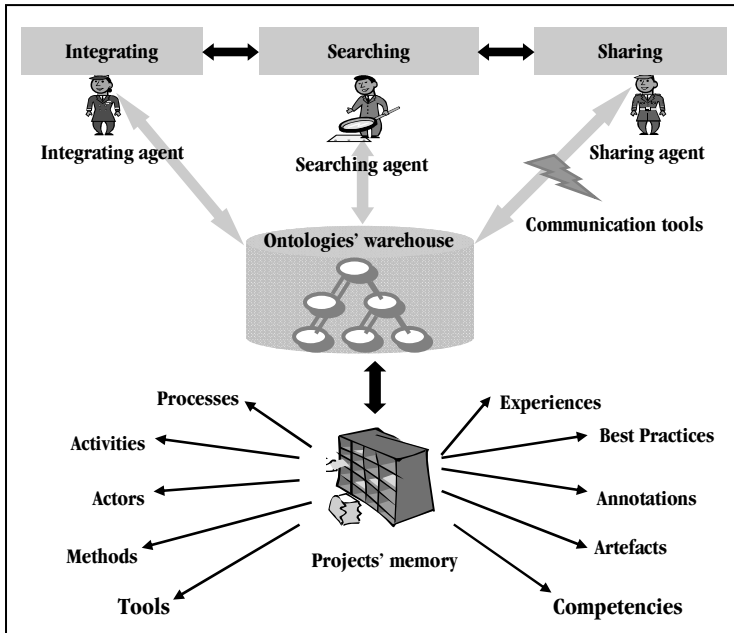 Integrating
Searching
Sharing
Integrating agent
Searching agent
Sharing agent
Communication tools
Ontologies’ warehouse
Processes
Experiences
Activities
Best Practices
Actors
Annotations
Methods
Projects’ memory
Artefacts
Tools
Competencies